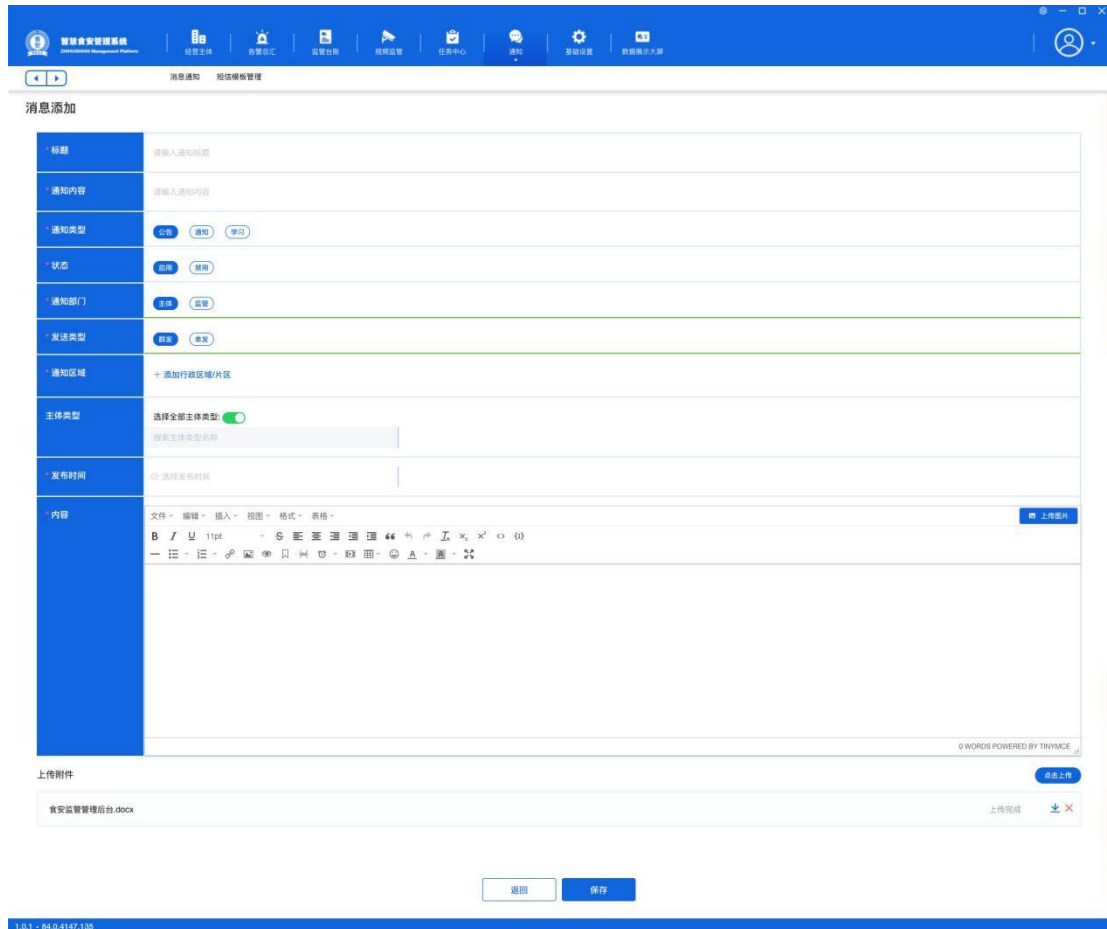 智慧食安管理系统
ZHIHUISHIAN Management Platform
经营主体
告警总汇
监管台账
视频监管
任务中心
通知
基础设置
数据展示大屏
消息通知 短信模板管理
消息添加
* 标题 请输入通知标题
* 通知内容 请输入通知内容
* 通知类型 公告 通知 学习
* 状态 启用 禁用
* 通知部门 主体 监管
* 发送类型 群发 单发
* 通知区域 + 添加行政区域/片区
主体类型 选择全部主体类型:
搜索主体类型名称
* 发布时间 选择发布时间
* 内容 文件 编辑 插入 视图 格式 表格 上传图片
11pt
0 WORDS POWERED BY TINYMCE
上传附件 点击上传
食安监管管理后台.docx 上传完成
返回 保存
1.0.1 - 84.0.4147.135